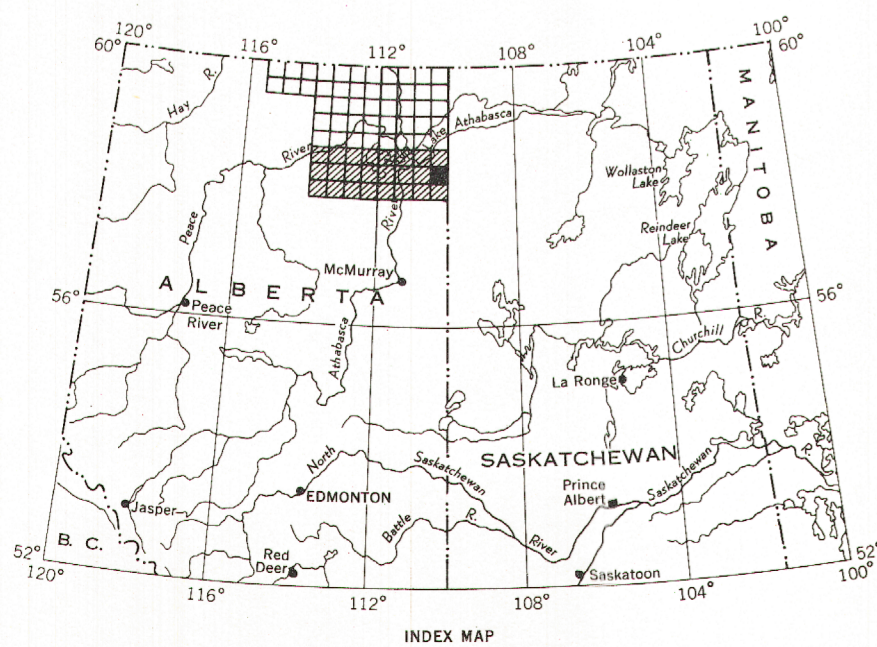 120° 116° 112° 108° 104° 100°
60° 60°
Hay R.
River
Lake Athabasca
MANITOBA
Wollaston
Lake
Peace
River
Reindeer
Lake
McMurray
ALBERTA
56° 56°
Peace
River
Athabasca
Churchill R.
La Ronge
North Saskatchewan
SASKATCHEWAN
Saskatchewan R.
Prince
Albert
Jasper
EDMONTON
Battle R.
River
B. C.
Red
Deer
Saskatoon
52° 52°
120° 116° 112° 108° 104° 100°
INDEX MAP